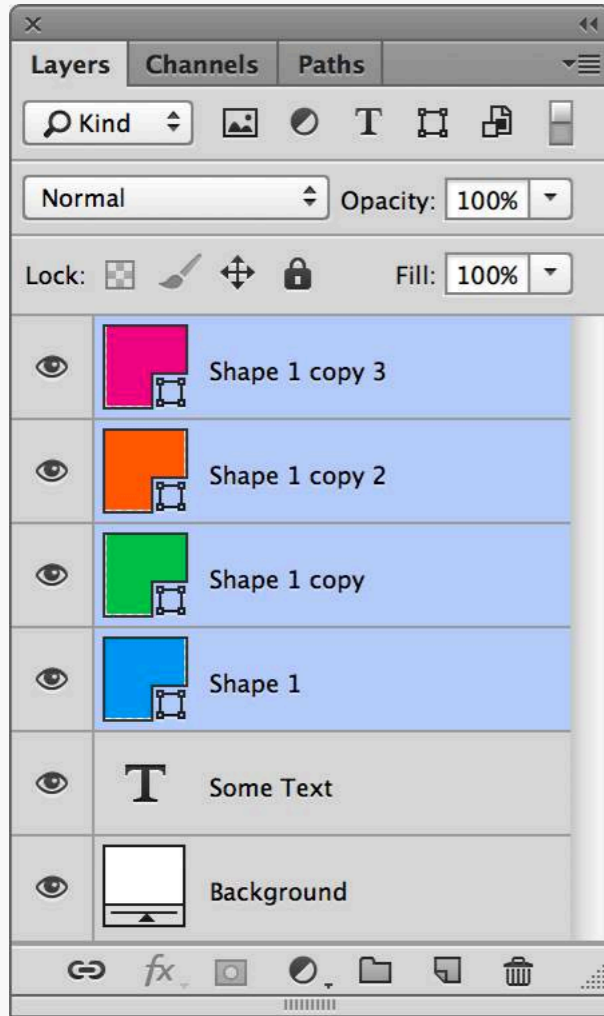 Layers Channels Paths
Kind T
Normal Opacity: 100%
Lock: Fill: 100%
Shape 1 copy 3
Shape 1 copy 2
Shape 1 copy
Shape 1
T Some Text
Background
fx